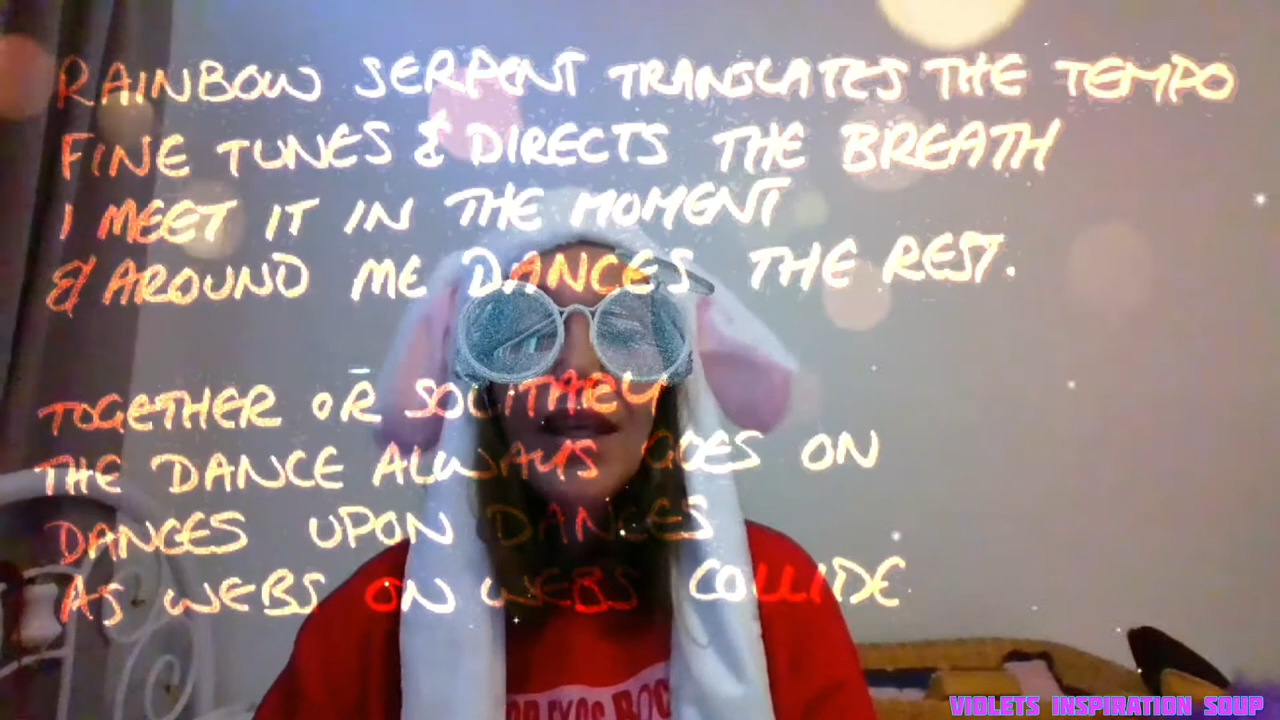 RAINBOW SERPENT TRANSLATES THE TEMPO
FINE TUNES & DIRECTS THE BREATH
I MEET IT IN THE MOMENT
& AROUND ME DANCES THE REST.
TOGETHER OR SOLITARY
THE DANCE ALWAYS GOES ON
DANCES UPON DANCES
AS WEBS ON WEBS COLLIDE
VIOLETS INSPIRATION SOUP